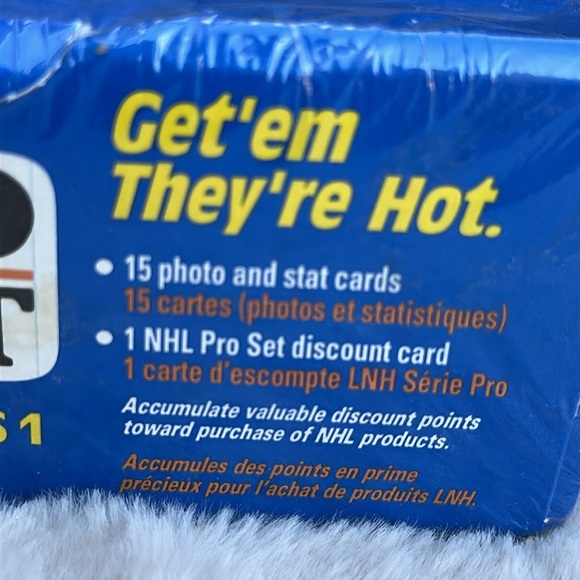 Get'em
They're Hot.
• 15 photo and stat cards
15 cartes (photos et statistiques)
• 1 NHL Pro Set discount card
1 carte d'escompte LNH Série Pro
Accumulate valuable discount points
toward purchase of NHL products.
Accumules des points en prime
précieux pour l'achat de produits LNH.
T
S 1